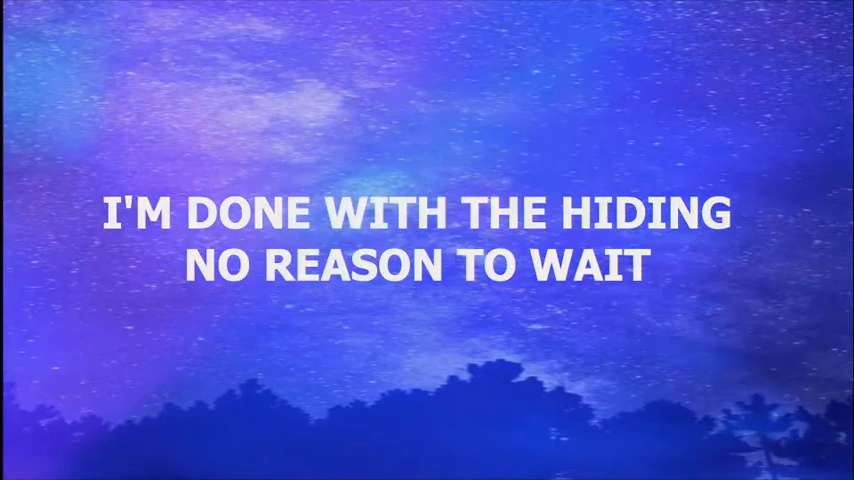 I'M DONE WITH THE HIDING
NO REASON TO WAIT